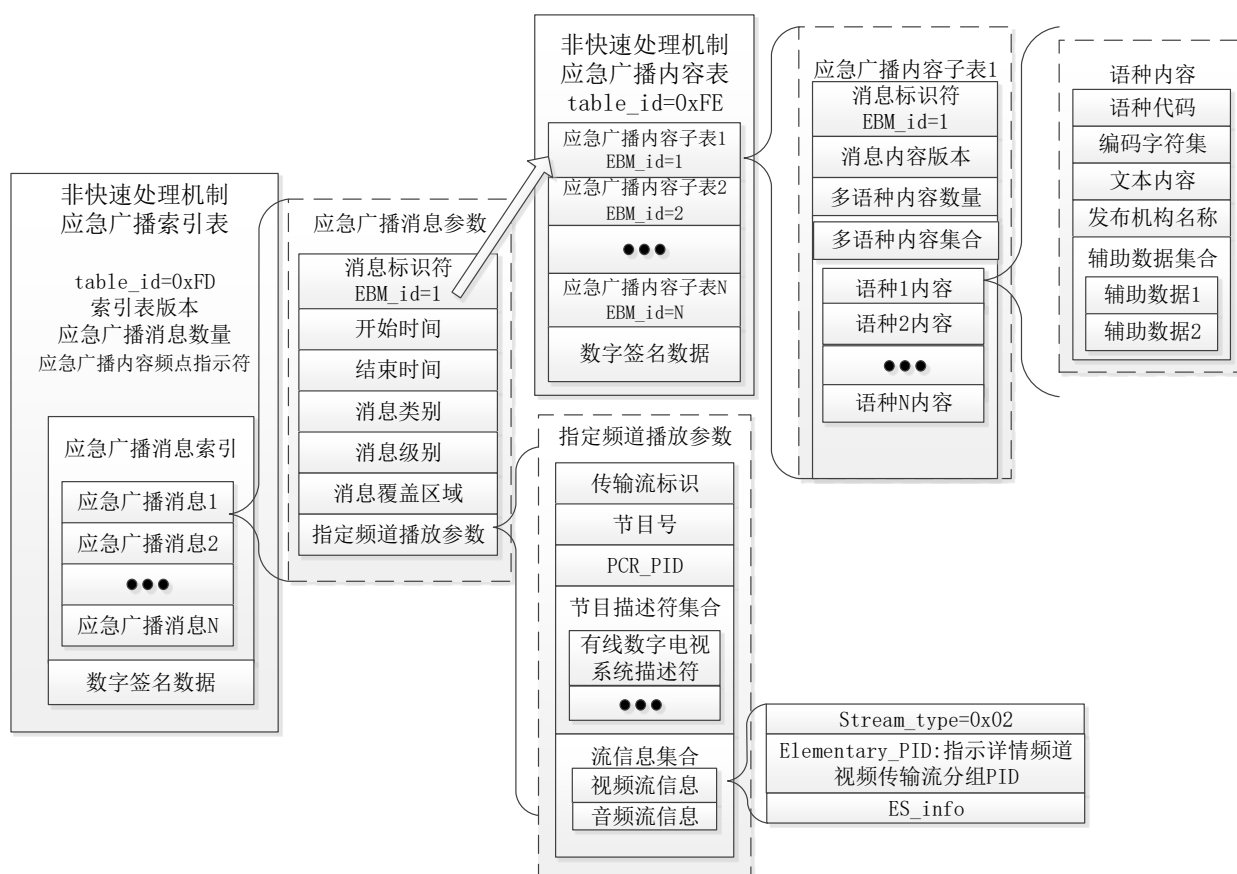 非快速处理机制
应急广播索引表
table_id=0xFD
索引表版本
应急广播消息数量
应急广播内容频点指示符
应急广播消息索引
应急广播消息1
应急广播消息2
●●●
应急广播消息N
数字签名数据
应急广播消息参数
消息标识符
EBM_id=1
开始时间
结束时间
消息类别
消息级别
消息覆盖区域
指定频道播放参数
非快速处理机制
应急广播内容表
table_id=0xFE
应急广播内容子表1
EBM_id=1
应急广播内容子表2
EBM_id=2
●●●
应急广播内容子表N
EBM_id=N
数字签名数据
指定频道播放参数
传输流标识
节目号
PCR_PID
节目描述符集合
有线数字电视
系统描述符
●●●
流信息集合
视频流信息
音频流信息
Stream_type=0x02
Elementary_PID:指示详情频道
视频传输流分组PID
ES_info
应急广播内容子表1
消息标识符
EBM_id=1
消息内容版本
多语种内容数量
多语种内容集合
语种1内容
语种2内容
●●●
语种N内容
语种内容
语种代码
编码字符集
文本内容
发布机构名称
辅助数据集合
辅助数据1
辅助数据2